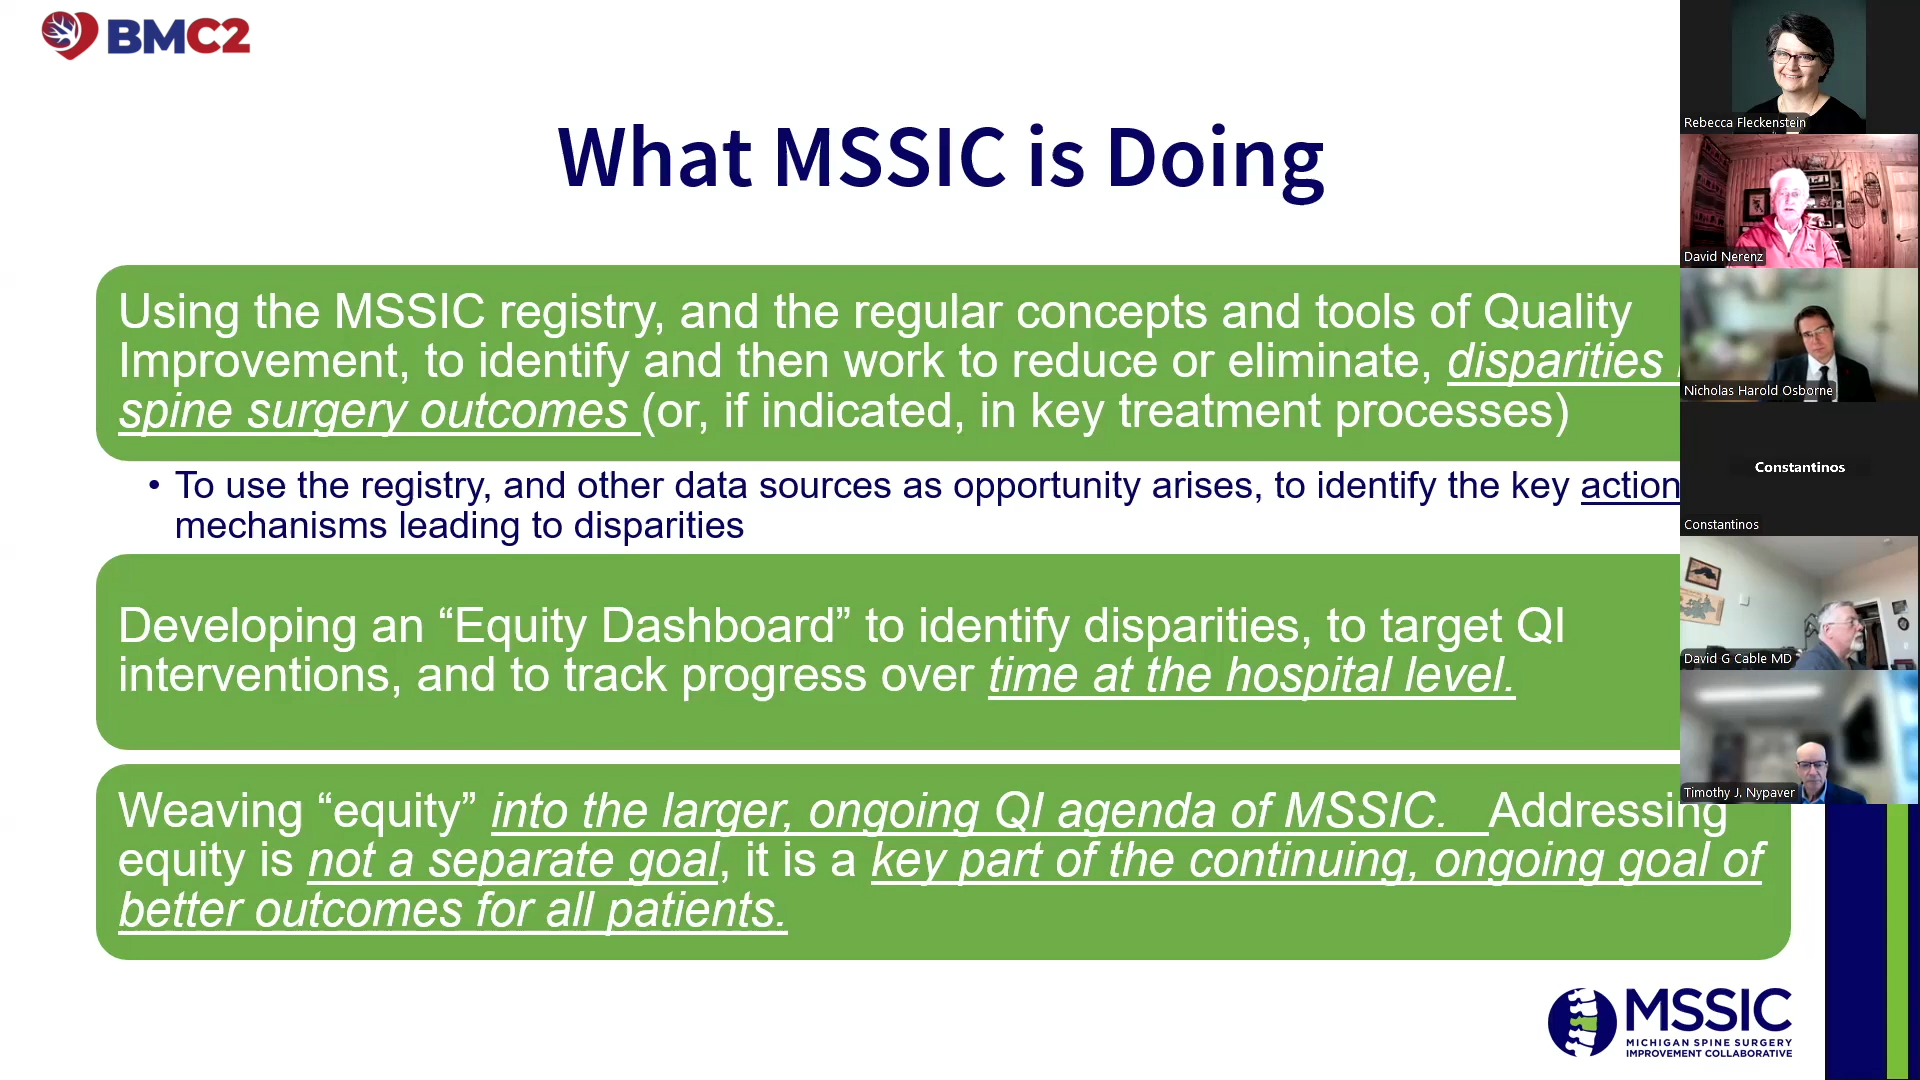 BMC2
What MSSIC is Doing
Using the MSSIC registry, and the regular concepts and tools of Quality
Improvement, to identify and then work to reduce or eliminate, disparities
spine surgery outcomes (or, if indicated, in key treatment processes)
• To use the registry, and other data sources as opportunity arises, to identify the key action
mechanisms leading to disparities
Developing an “Equity Dashboard” to identify disparities, to target QI
interventions, and to track progress over time at the hospital level.
Weaving “equity” into the larger, ongoing QI agenda of MSSIC. Addressing
equity is not a separate goal, it is a key part of the continuing, ongoing goal of
better outcomes for all patients.
MSSIC
MICHIGAN SPINE SURGERY
IMPROVEMENT COLLABORATIVE
Rebecca Fleckenstein
David Nerenz
Nicholas Harold Osborne
Constantinos
Constantinos
David G Cable MD
Timothy J. Nypaver